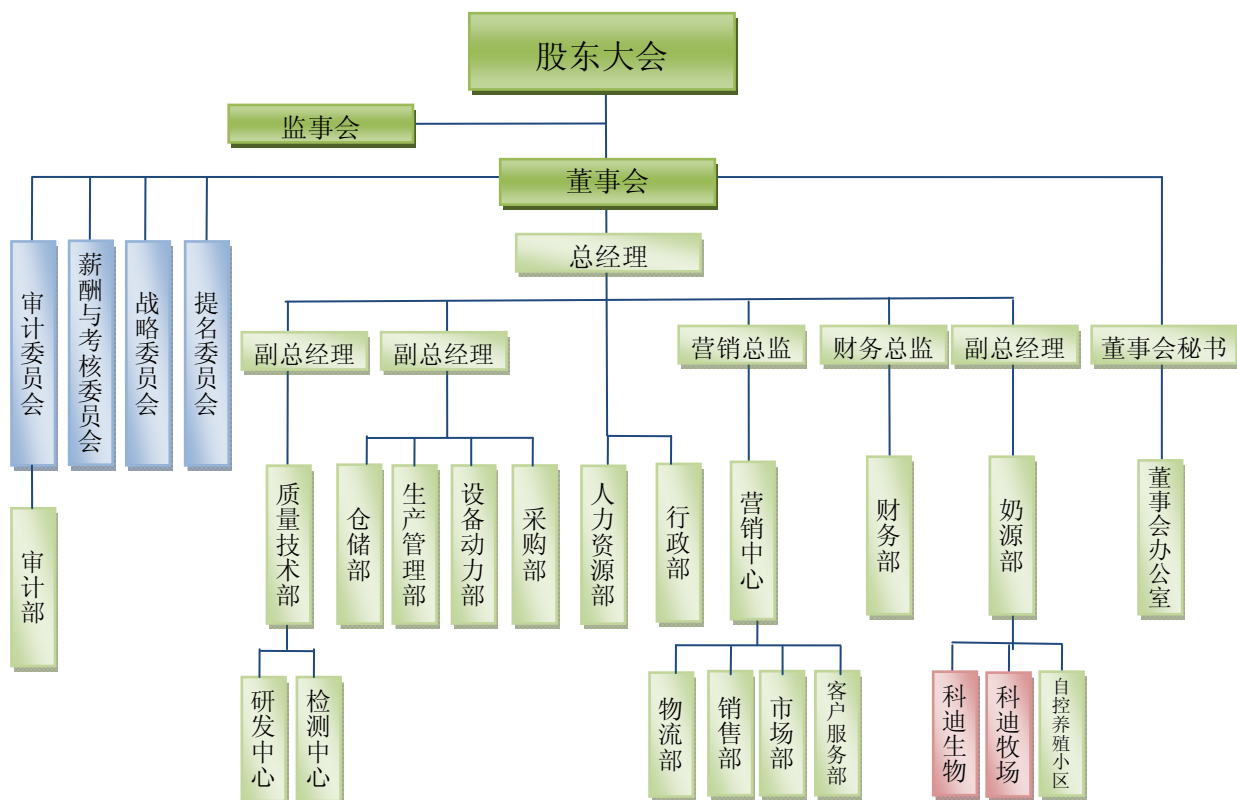 股东大会
监事会
董事会
总经理
审计委员会
薪酬与考核委员会
战略委员会
提名委员会
副总经理
副总经理
营销总监
财务总监
副总经理
董事会秘书
审计部
质量技术部
仓储部
生产管理部
设备动力部
采购部
人力资源部
行政部
营销中心
财务部
奶源部
董事会办公室
研发中心
检测中心
物流部
销售部
市场部
客户服务部
科迪生物
科迪牧场
自控养殖小区